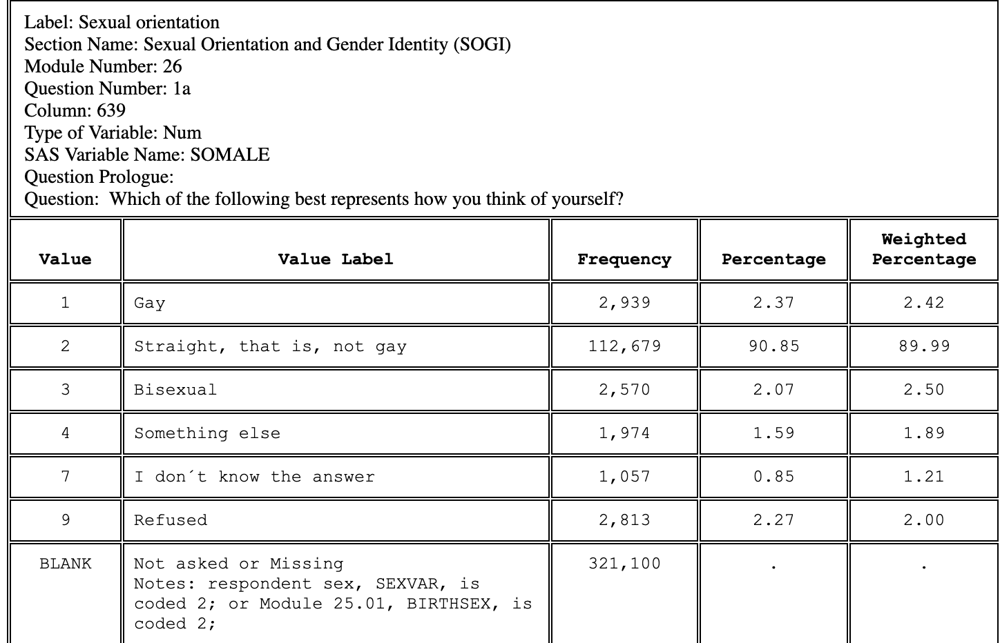 Label: Sexual orientation
Section Name: Sexual Orientation and Gender Identity (SOGI)
Module Number: 26
Question Number: 1a
Column: 639
Type of Variable: Num
SAS Variable Name: SOMALE
Question Prologue:
Question:  Which of the following best represents how you think of yourself?
Value Value Label Frequency Percentage Weighted Percentage
1 Gay 2,939 2.37 2.42
2 Straight, that is, not gay 112,679 90.85 89.99
3 Bisexual 2,570 2.07 2.50
4 Something else 1,974 1.59 1.89
7 I don´t know the answer 1,057 0.85 1.21
9 Refused 2,813 2.27 2.00
BLANK Not asked or Missing 321,100 . .
Notes: respondent sex, SEXVAR, is
coded 2; or Module 25.01, BIRTHSEX, is
coded 2;